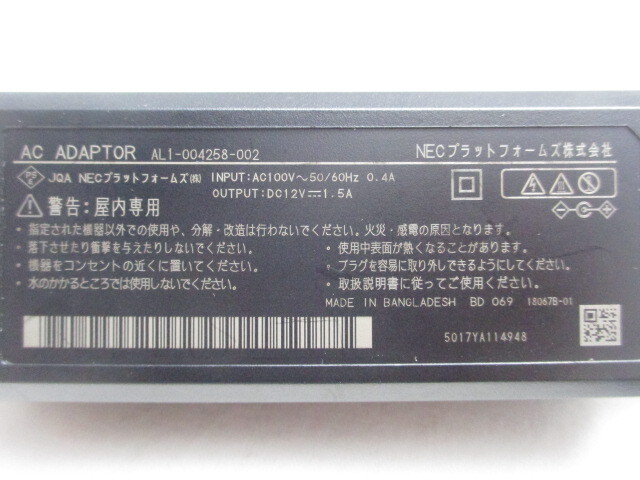 AC ADAPTOR AL1-004258-002 NECプラットフォームズ株式会社
PSE JQA NECプラットフォームズ(株) INPUT:AC100V～50/60Hz 0.4A
OUTPUT:DC12V⎓1.5A
警告:屋内専用
・指定された機器以外での使用や、分解・改造は行わないでください。火災・感電の原因となります。
・落下させたり衝撃を与えたりしないでください。
・機器をコンセントの近くに置いてください。
・水のかかるところでは使用しないでください。
・使用中表面が熱くなることがあります。
・プラグを容易に取り外しできるようにしてください。
・取扱説明書に従ってご使用ください。
MADE IN BANGLADESH BD 069 18067B-01
5017YA114948